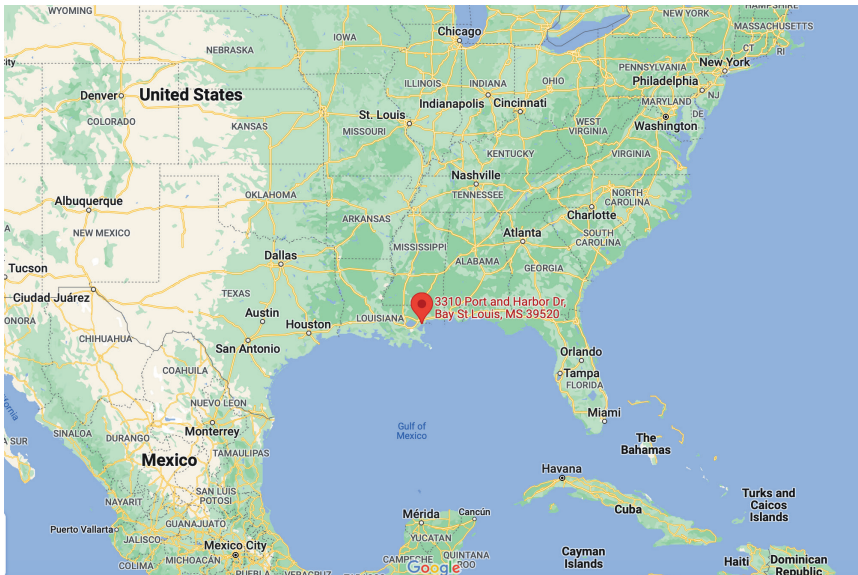 WYOMING
NEBRASKA
IOWA
Chicago
NEW YORK
MASSACHUSETTS
CT
RI
PENNSYLVANIA
New York
Philadelphia
NJ
MARYLAND
DE
Washington
ILLINOIS
INDIANA
OHIO
Indianapolis
Cincinnati
Denver
United States
COLORADO
KANSAS
St. Louis
MISSOURI
WEST
VIRGINIA
KENTUCKY
VIRGINIA
Nashville
TENNESSEE
NORTH
CAROLINA
Charlotte
Albuquerque
NEW MEXICO
OKLAHOMA
ARKANSAS
MISSISSIPPI
ALABAMA
Atlanta
SOUTH
CAROLINA
GEORGIA
Tucson
Ciudad Juárez
Dallas
TEXAS
Austin
Houston
San Antonio
LOUISIANA
3310 Port and Harbor Dr,
Bay St Louis, MS 39520
ONORA
CHIHUAHUA
COAHUILA
NUEVO LEON
Monterrey
TAMAULIPAS
SINALOA
DURANGO
Mexico
Orlando
Tampa
FLORIDA
Miami
Gulf of
Mexico
The
Bahamas
Havana
Cuba
Turks and
Caicos
Islands
SAN LUIS
POTOSI
NAYARIT
GUANAJUATO
Puerto Vallarta
JALISCO
Mexico City
COLIMA
MICHOACÁN
PUEBLA
VERACRUZ
Mérida
Cancún
YUCATAN
CAMPECHE
QUINTANA
ROO
Google
Cayman
Islands
Haiti
Dominican
Republic